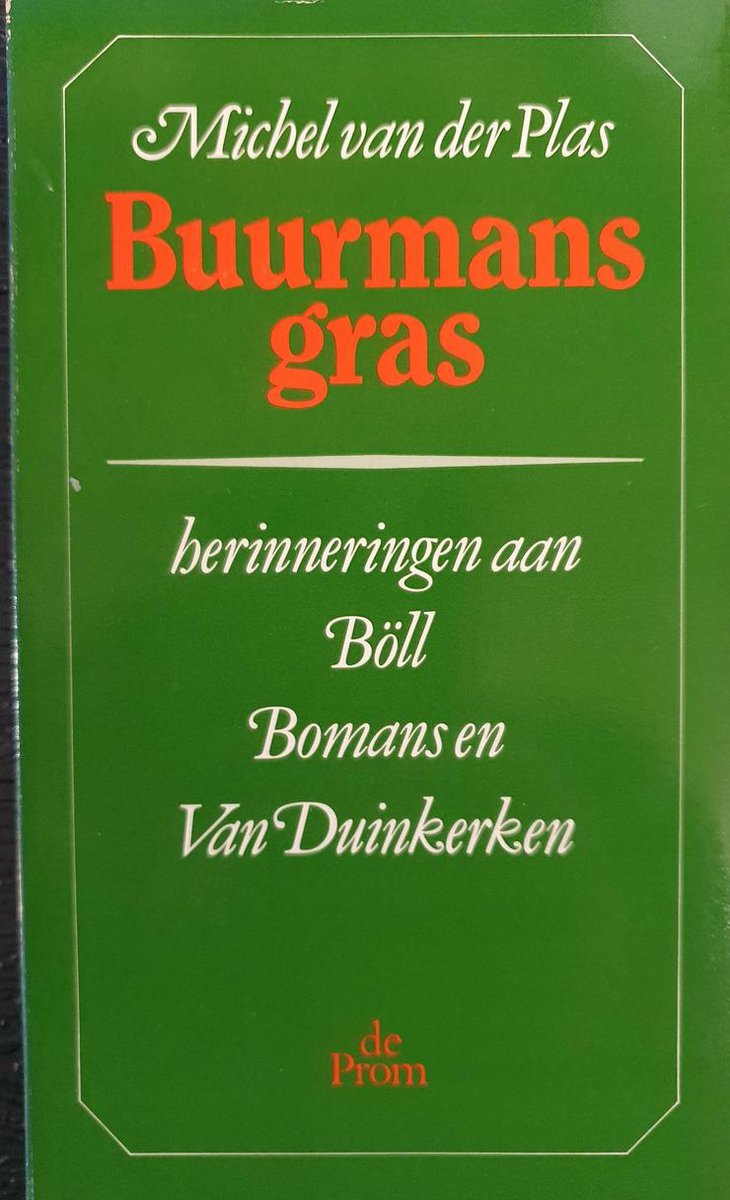 Michel van der Plas
Buurmans
gras
herinneringen aan
Böll
Bomans en
Van Duinkerken
de
Prom